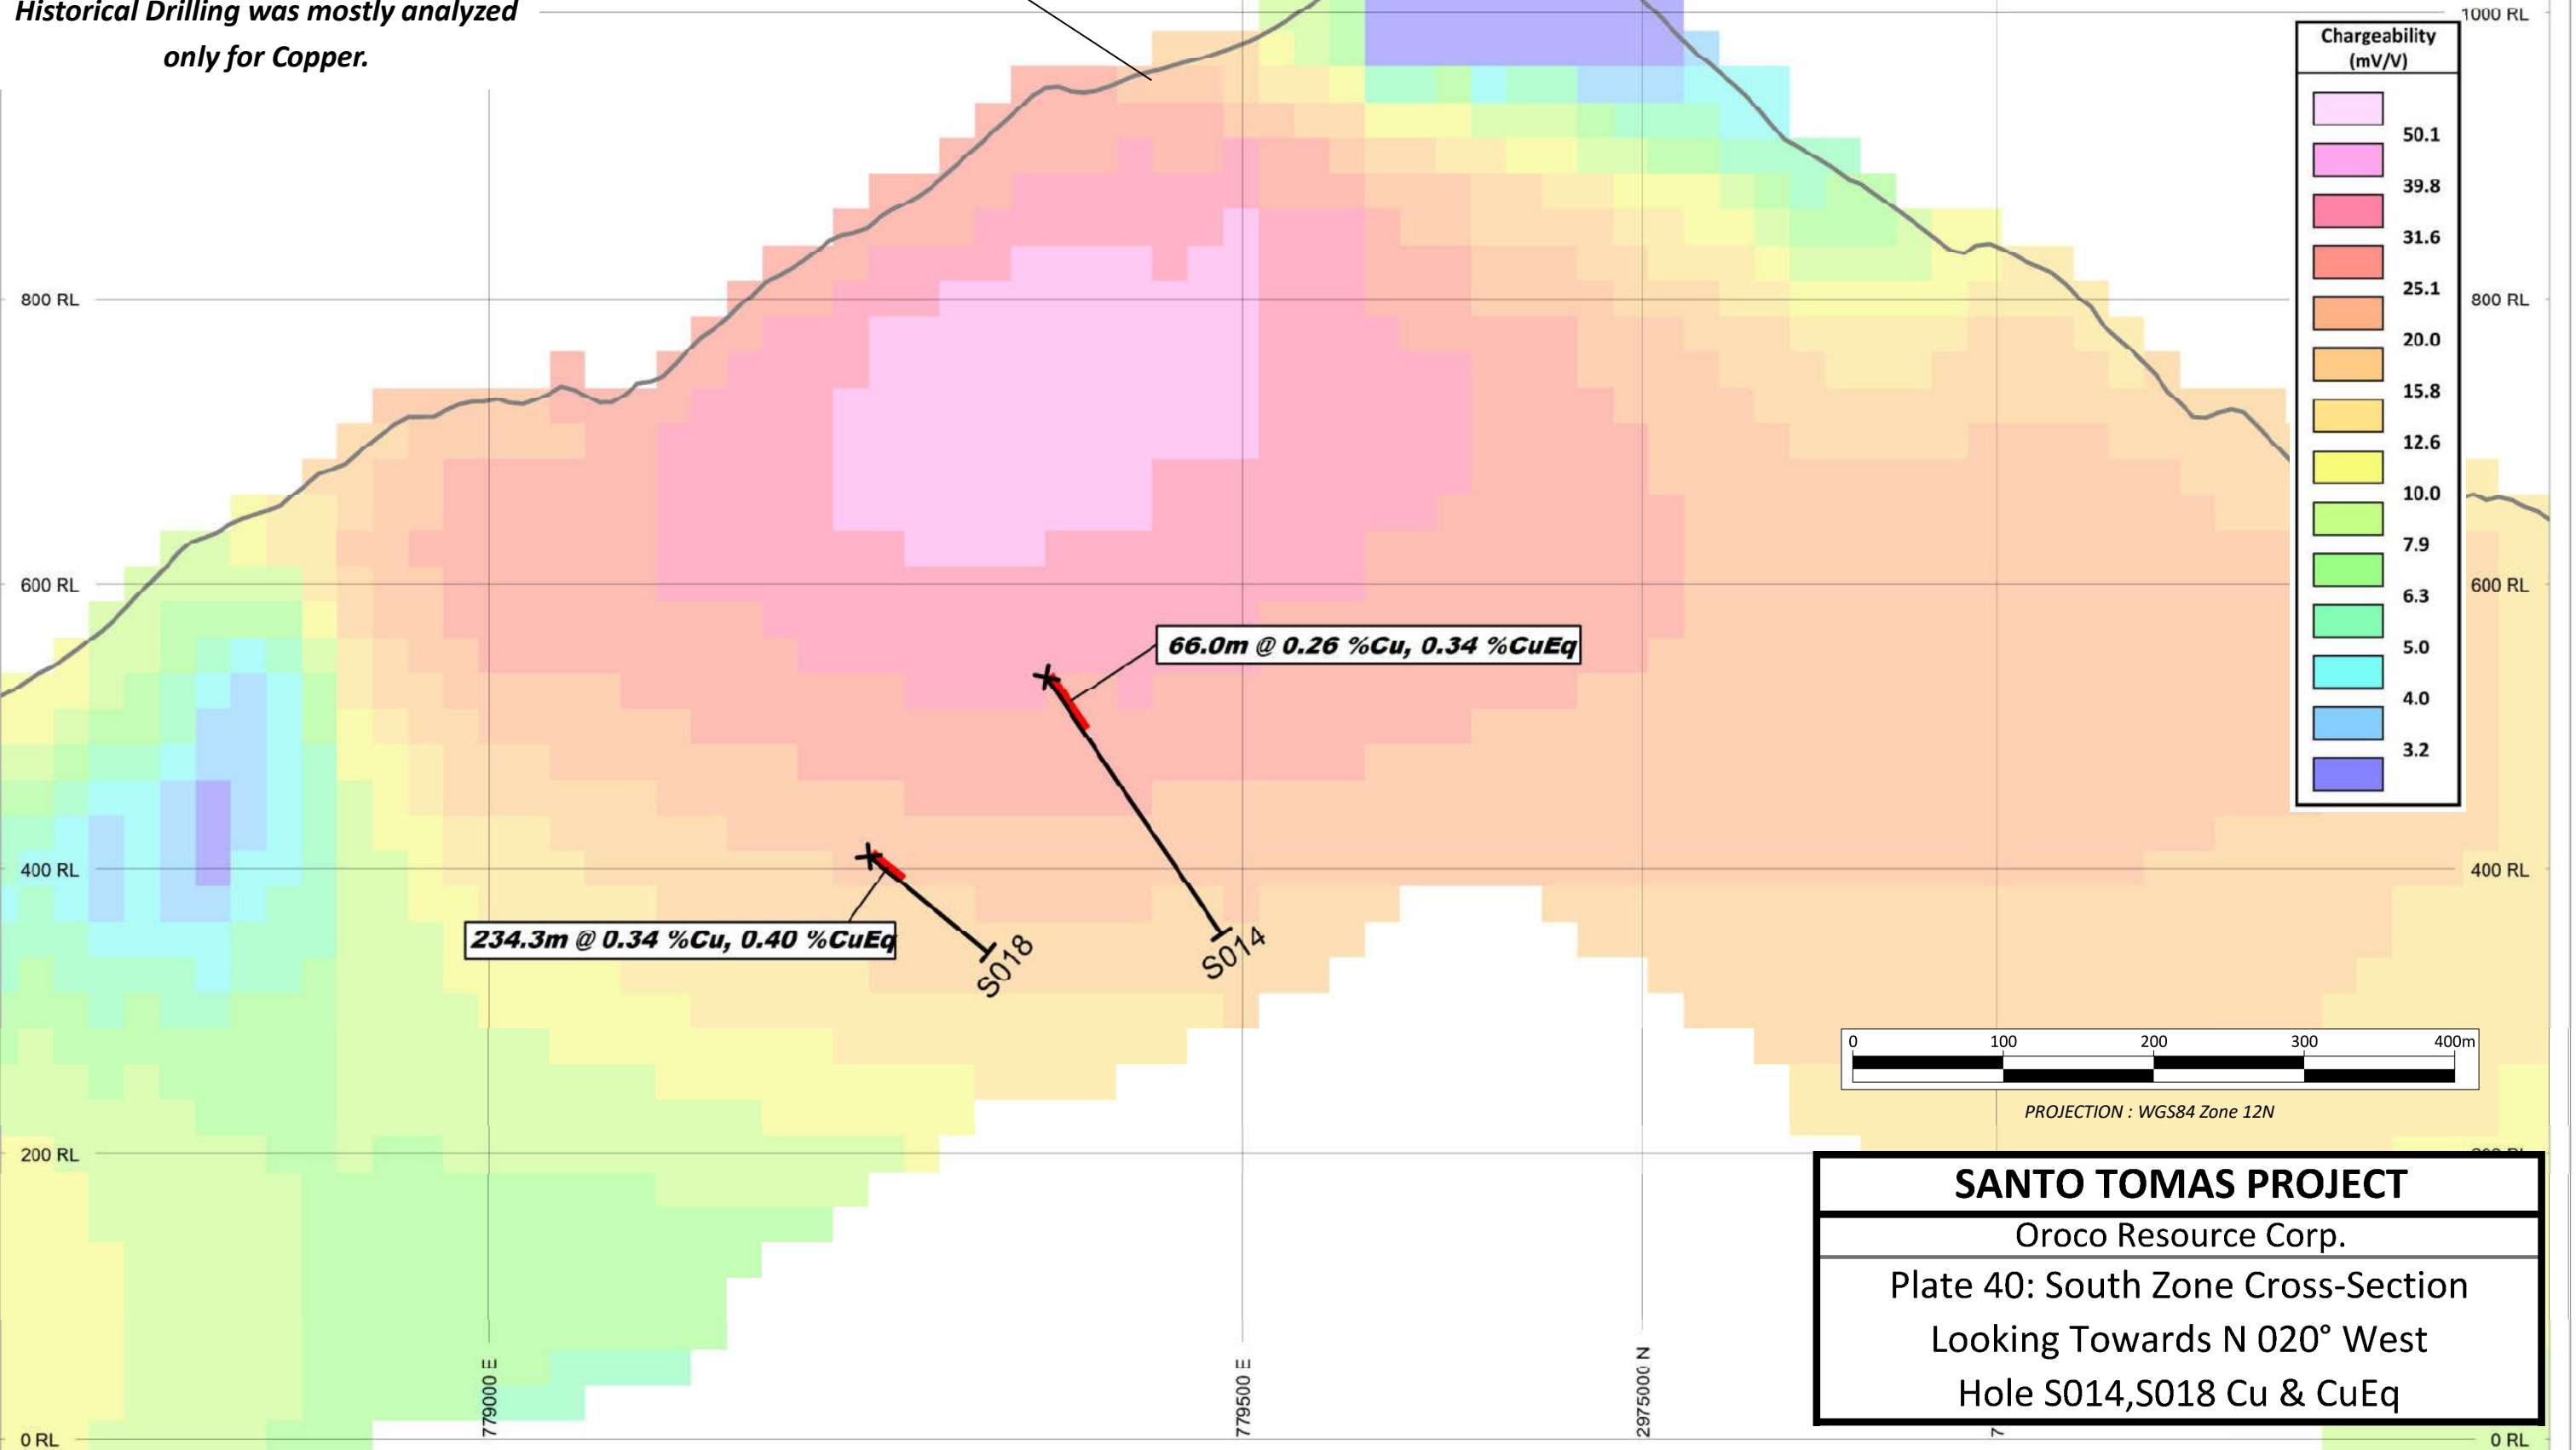 Historical Drilling was mostly analyzed
only for Copper.
1000 RL
Chargeability
(mV/V)
50.1
39.8
31.6
25.1
20.0
15.8
12.6
10.0
7.9
6.3
5.0
4.0
3.2
800 RL
800 RL
600 RL
600 RL
66.0m @ 0.26 %Cu, 0.34 %CuEq
400 RL
400 RL
234.3m @ 0.34 %Cu, 0.40 %CuEq
S018
S014
0 100 200 300 400m
PROJECTION : WGS84 Zone 12N
200 RL
SANTO TOMAS PROJECT
Oroco Resource Corp.
Plate 40: South Zone Cross-Section
Looking Towards N 020° West
Hole S014,S018 Cu & CuEq
779000 E
779500 E
2975000 N
0 RL
0 RL